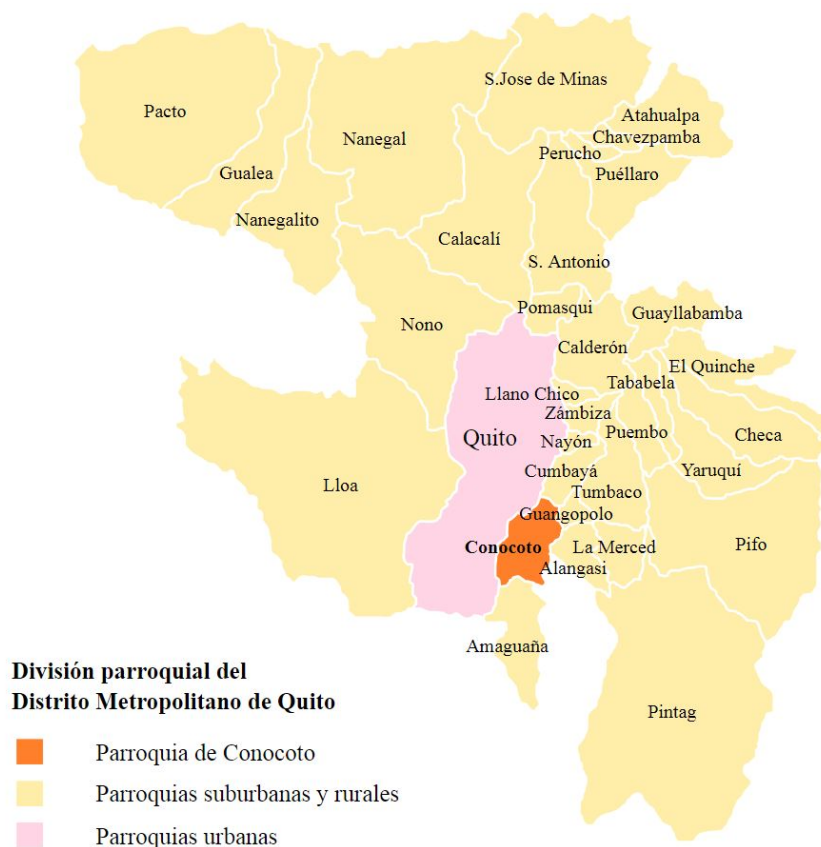 S.Jose de Minas
Pacto
Atahualpa
Chavezpamba
Nanegal
Perucho
Gualea
Puéllaro
Nanegalito
Calacalí
S. Antonio
Pomasqui
Guayllabamba
Nono
Calderón
El Quinche
Tababela
Llano Chico
Zámbiza
Puembo
Checa
Quito
Nayón
Cumbayá
Yaruquí
Lloa
Tumbaco
Guangopolo
Conocoto
La Merced
Pifo
Alangasi
Amaguaña
Pintag
División parroquial del
Distrito Metropolitano de Quito
Parroquia de Conocoto
Parroquias suburbanas y rurales
Parroquias urbanas